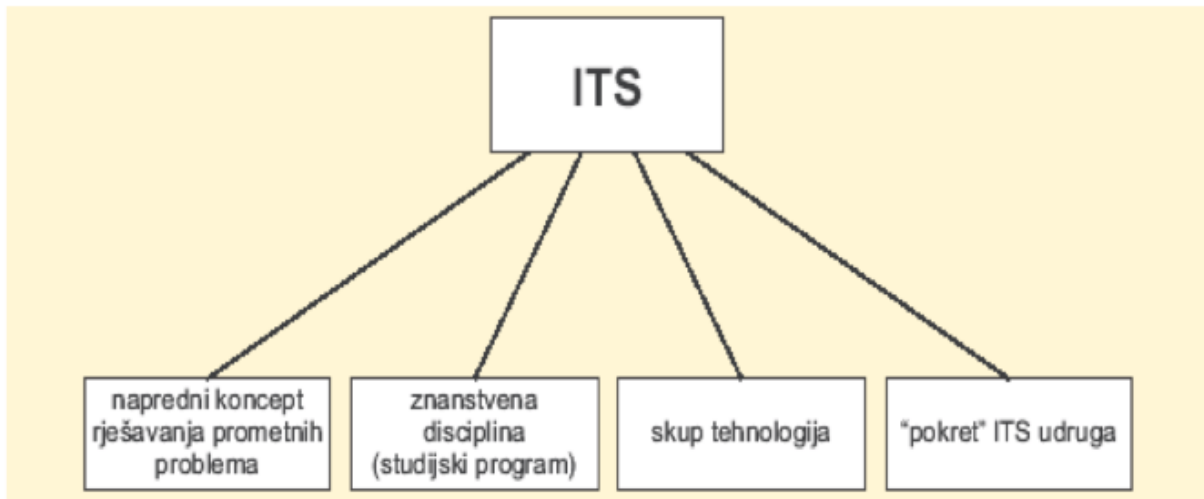 ITS
napredni koncept
rješavanja prometnih
problema
znanstvena
disciplina
(studijski program)
skup tehnologija
“pokret” ITS udruga